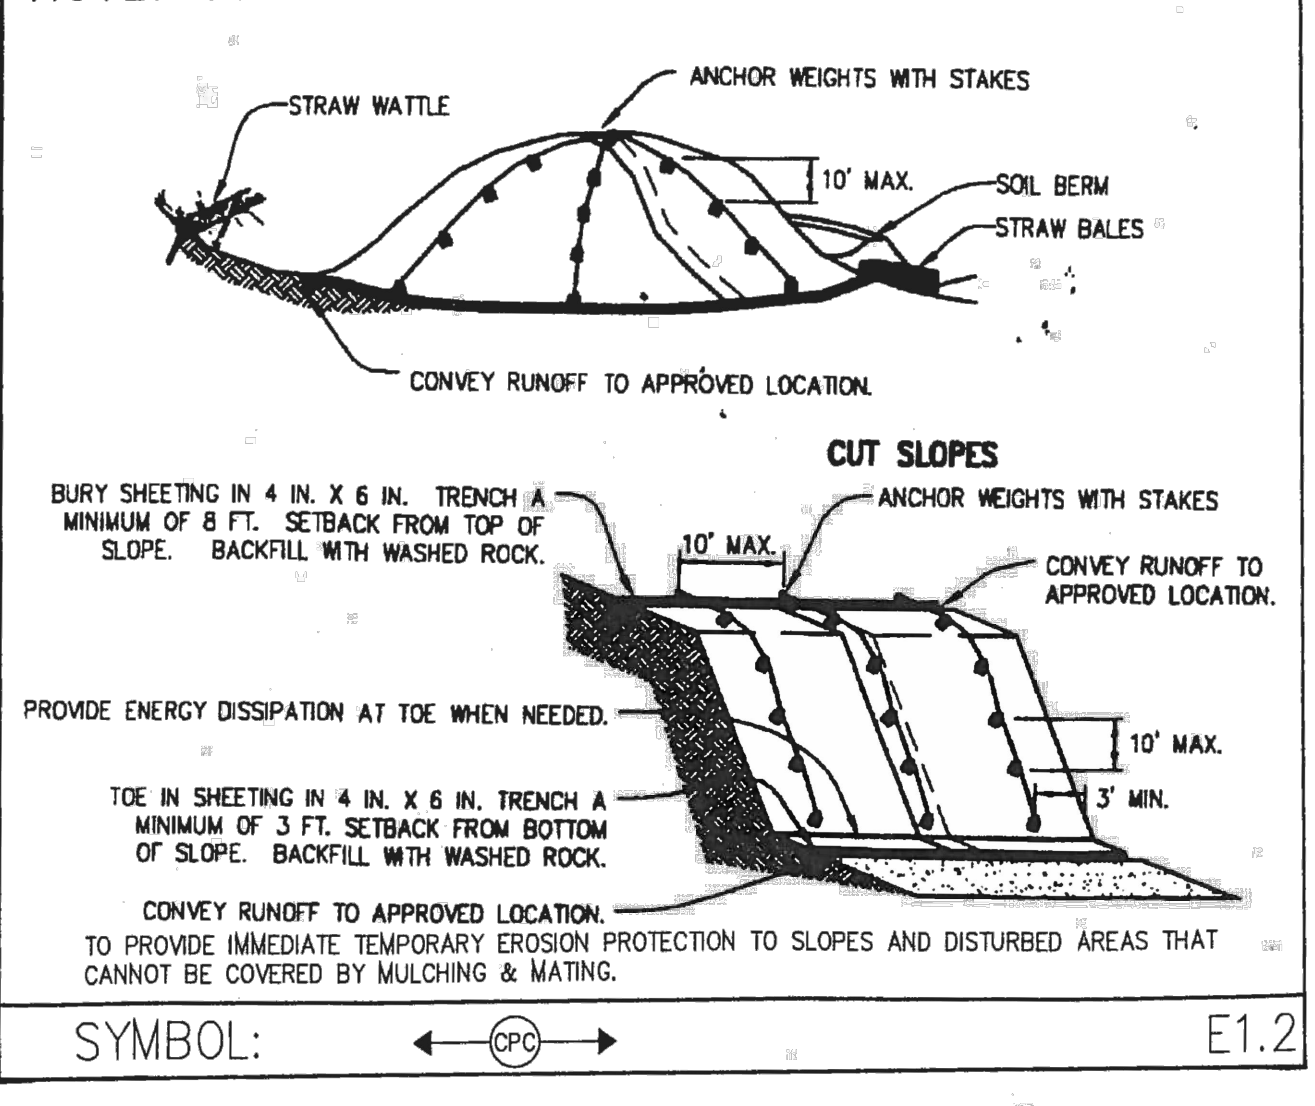 ANCHOR WEIGHTS WITH STAKES
STRAW WATTLE
10' MAX.
SOIL BERM
STRAW BALES
CONVEY RUNOFF TO APPROVED LOCATION.
CUT SLOPES
BURY SHEETING IN 4 IN. X 6 IN. TRENCH A
MINIMUM OF 8 FT. SETBACK FROM TOP OF
SLOPE. BACKFILL WITH WASHED ROCK.
ANCHOR WEIGHTS WITH STAKES
10' MAX.
CONVEY RUNOFF TO
APPROVED LOCATION.
PROVIDE ENERGY DISSIPATION AT TOE WHEN NEEDED.
10' MAX.
TOE IN SHEETING IN 4 IN. X 6 IN. TRENCH A
MINIMUM OF 3 FT. SETBACK FROM BOTTOM
OF SLOPE. BACKFILL WITH WASHED ROCK.
3' MIN.
CONVEY RUNOFF TO APPROVED LOCATION.
TO PROVIDE IMMEDIATE TEMPORARY EROSION PROTECTION TO SLOPES AND DISTURBED AREAS THAT
CANNOT BE COVERED BY MULCHING & MATING.
SYMBOL:
CPC
E1.2